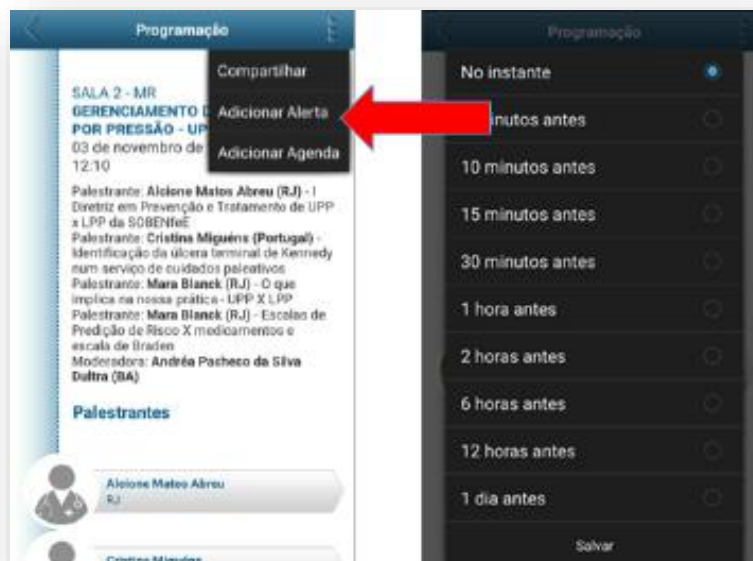 Programação
Compartilhar
Adicionar Alerta
Adicionar Agenda
SALA 2 - MR
GERENCIAMENTO
POR PRESSÃO - UP
03 de novembro de
12:10
Palestrante: Alcione Matos Abreu (RJ) - I
Diretriz em Prevenção e Tratamento de UPP
x LPP da SOBENfeE
Palestrante: Cristina Miguéns (Portugal) -
Identificação da úlcera terminal de Kennedy
num serviço de cuidados paleativos
Palestrante: Mara Blanck (RJ) - O que
implica na nossa prática - UPP X LPP
Palestrante: Mara Blanck (RJ) - Escalas de
Predição de Risco X medicamentos e
escala de Braden
Moderadora: Andréa Pacheco da Silva
Dultra (BA)
Palestrantes
Alcione Matos Abreu
RJ
Cristina Miguéns
Programação
No instante
minutos antes
10 minutos antes
15 minutos antes
30 minutos antes
1 hora antes
2 horas antes
6 horas antes
12 horas antes
1 dia antes
Salvar